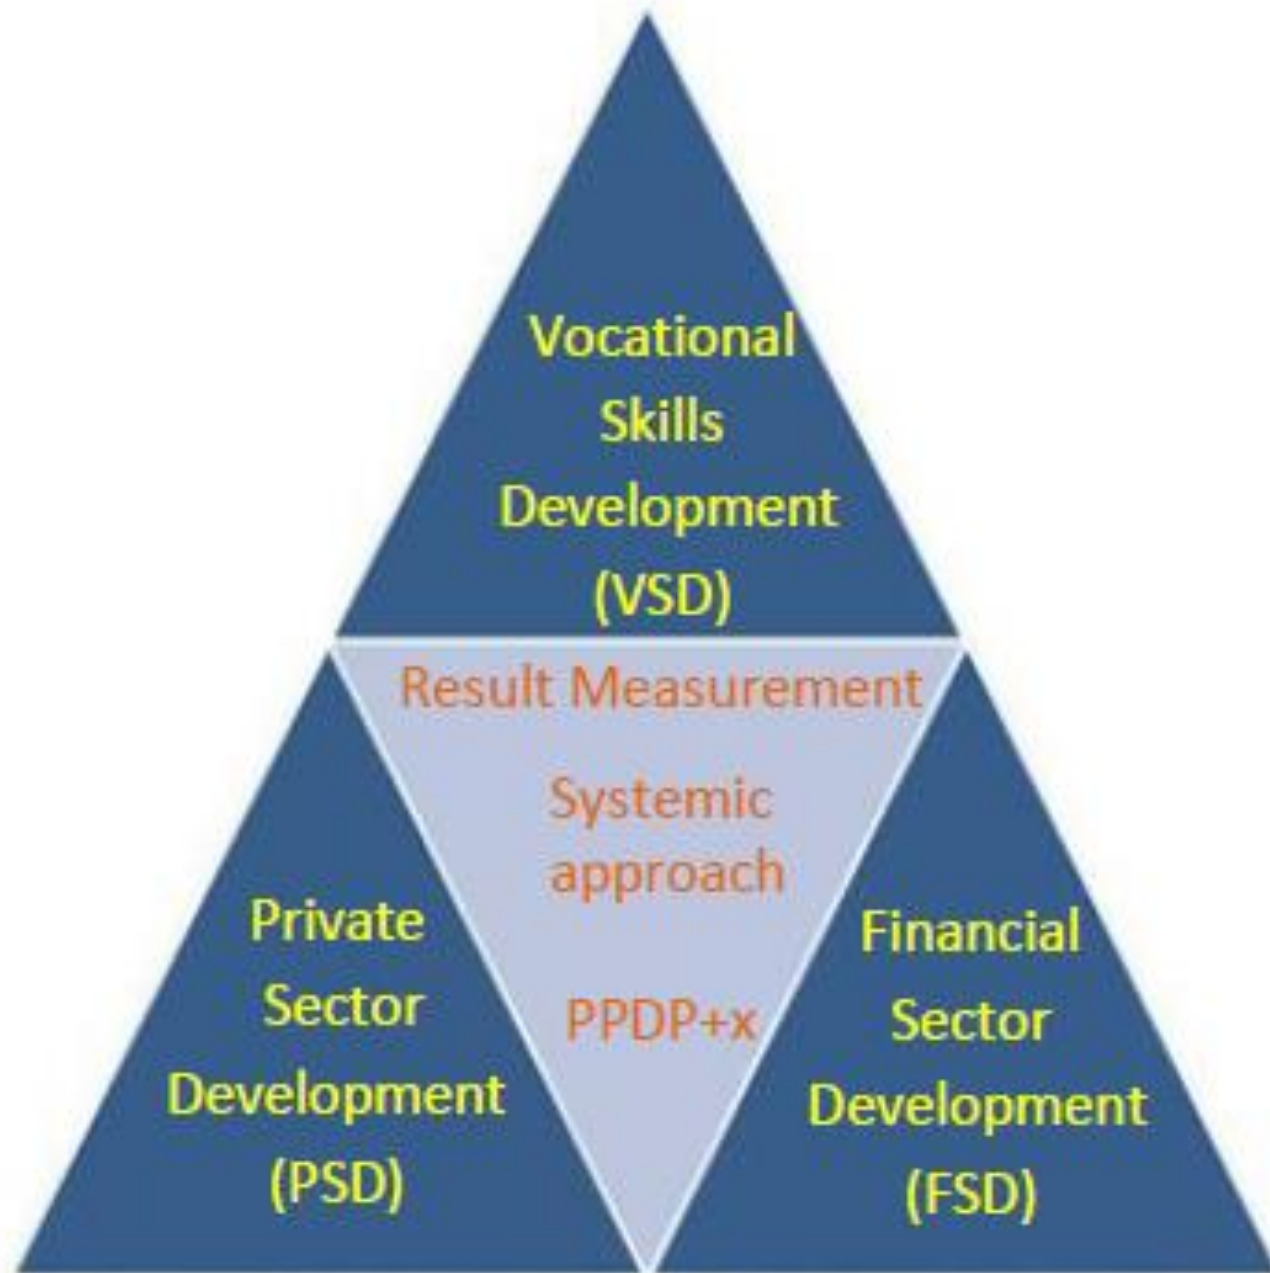 Vocational
Skills
Development
(VSD)
Result Measurement
Systemic
approach
PPDP+x
Private
Sector
Development
(PSD)
Financial
Sector
Development
(FSD)